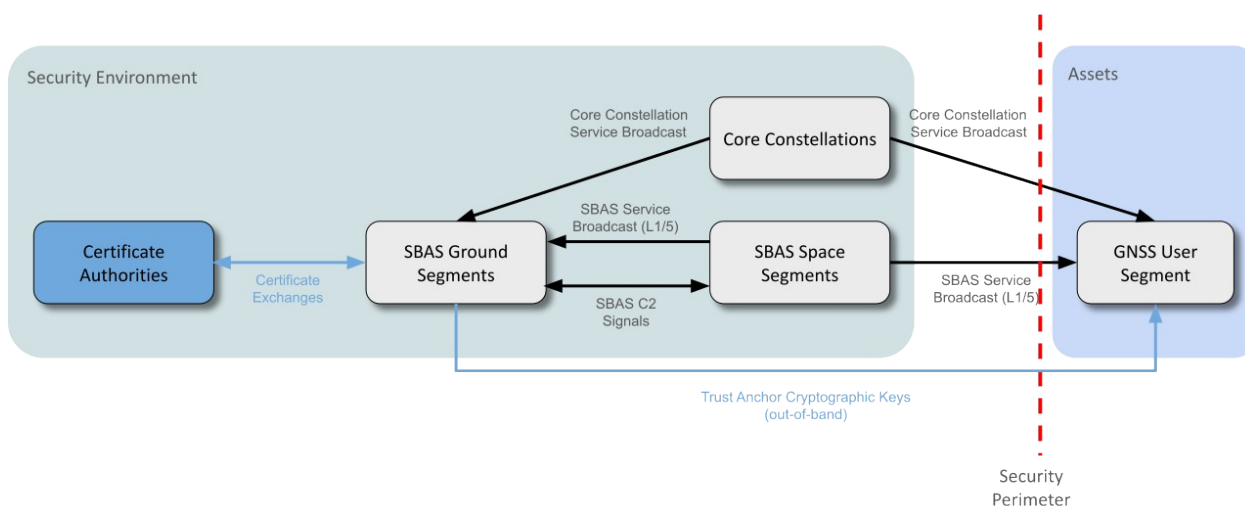 Security Environment
Assets
Core Constellation
Service Broadcast
Core Constellations
Core Constellation
Service Broadcast
Certificate
Authorities
Certificate
Exchanges
SBAS Ground
Segments
SBAS Service
Broadcast (L1/5)
SBAS C2
Signals
SBAS Space
Segments
SBAS Service
Broadcast (L1/5)
GNSS User
Segment
Trust Anchor Cryptographic Keys
(out-of-band)
Security
Perimeter